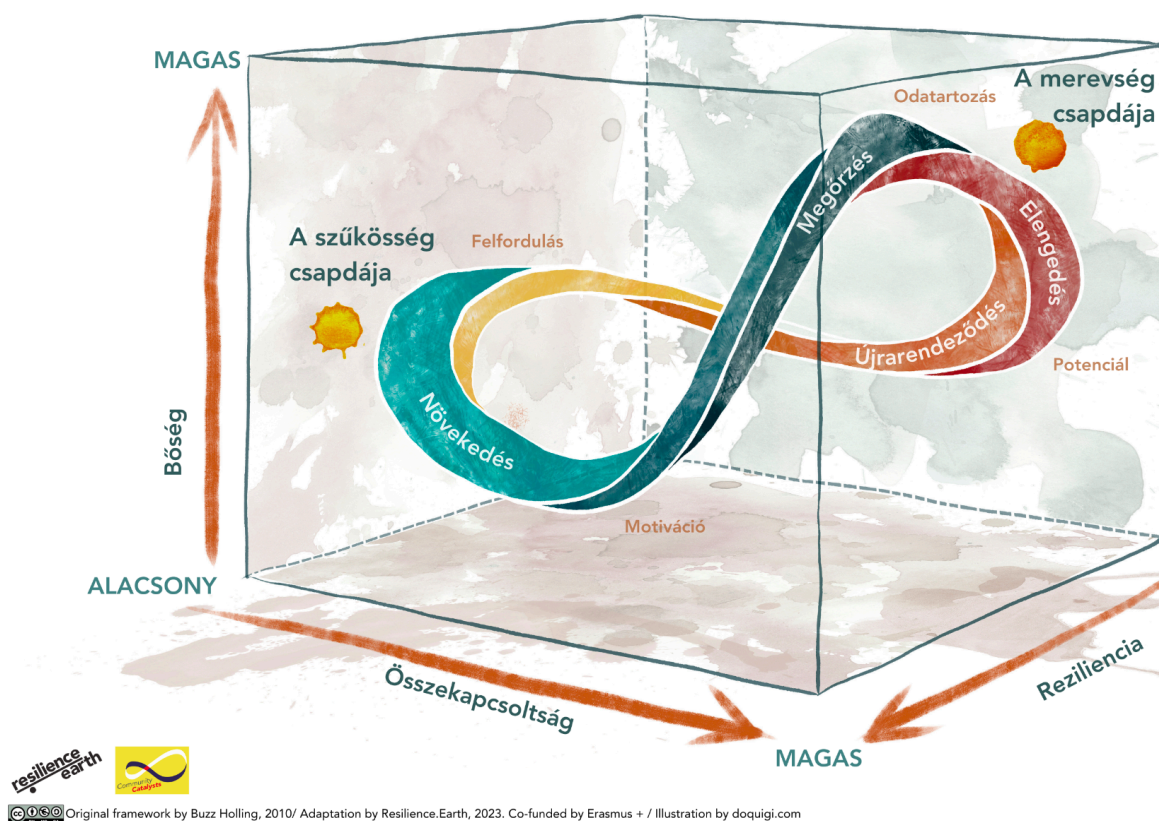 MAGAS
A merevség
csapdája
Odatartozás
Megőrzés
Elengedés
A szűkösség
csapdája
Felfordulás
Újrarendeződés
Potenciál
Növekedés
Bőség
Motiváció
ALACSONY
Összekapcsoltság
Reziliencia
MAGAS
resilience
earth
Community
Catalysts
Original framework by Buzz Holling, 2010/ Adaptation by Resilience.Earth, 2023. Co-funded by Erasmus + / Illustration by doquigi.com